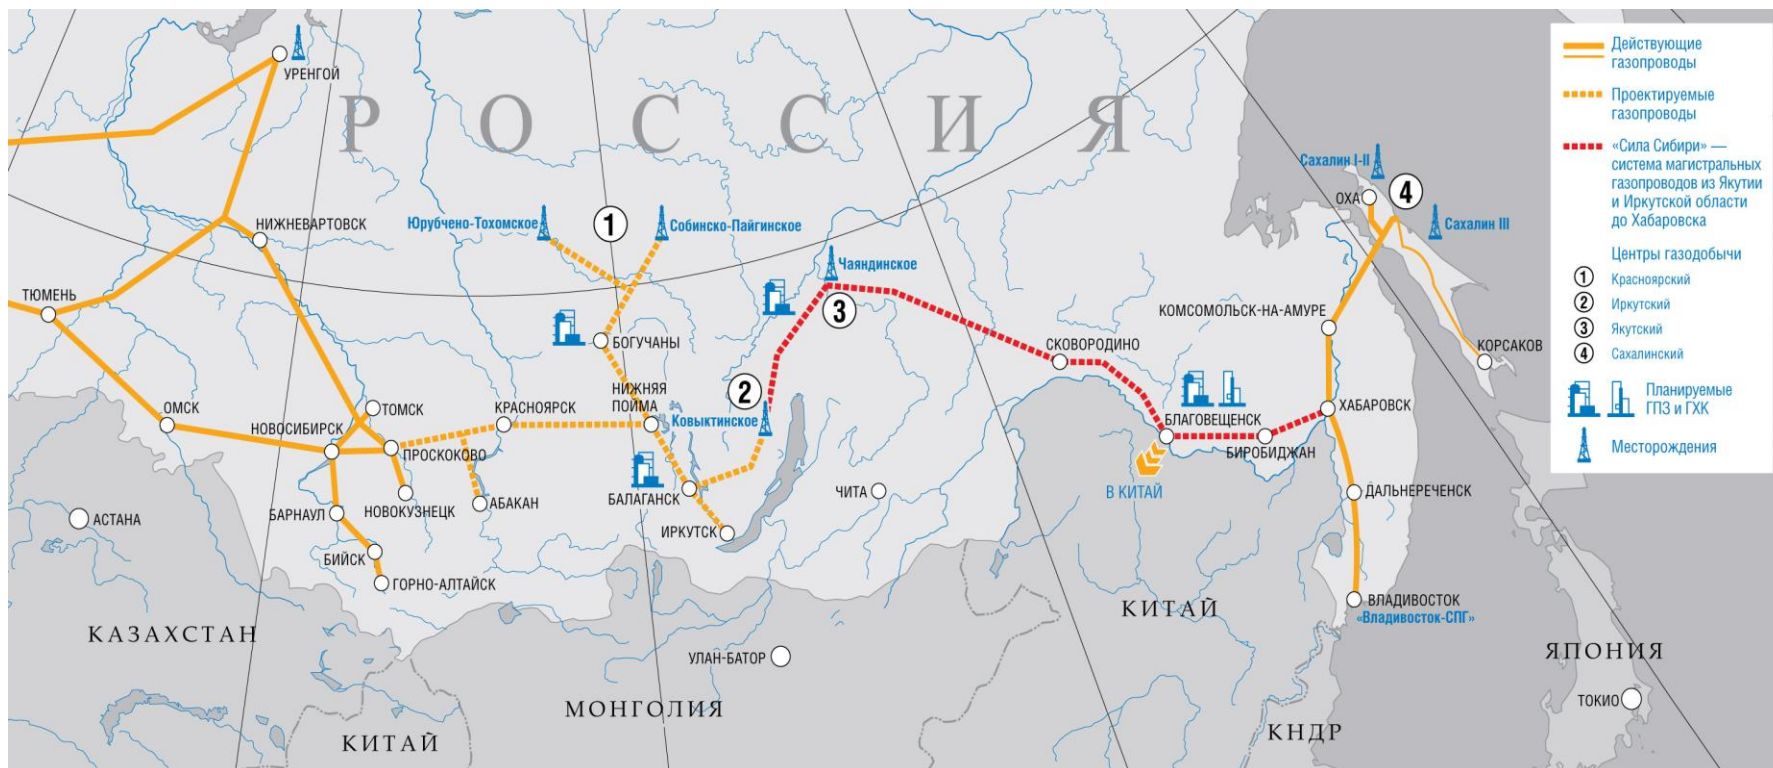 УРЕНГОЙ
РОССИЯ
Сахалин I-II
ОХА
4
Сахалин III
Юрубчено-Тохомское
1
Собинско-Пайгинское
НИЖНЕВАРТОВСК
Чаяндинское
ТЮМЕНЬ
3
КОМСОМОЛЬСК-НА-АМУРЕ
БОГУЧАНЫ
СКОВОРОДИНО
КОРСАКОВ
ОМСК
ТОМСК
КРАСНОЯРСК
НИЖНЯЯ
ПОЙМА
2
Ковыктинское
НОВОСИБИРСК
ПРОСКОКОВО
БЛАГОВЕЩЕНСК
ХАБАРОВСК
БИРОБИДЖАН
АСТАНА
БАРНАУЛ
НОВОКУЗНЕЦК
АБАКАН
БАЛАГАНСК
ЧИТА
В КИТАЙ
ДАЛЬНЕРЕЧЕНСК
ИРКУТСК
БИЙСК
ГОРНО-АЛТАЙСК
КАЗАХСТАН
КИТАЙ
ВЛАДИВОСТОК
«Владивосток-СПГ»
УЛАН-БАТОР
ЯПОНИЯ
МОНГОЛИЯ
ТОКИО
КИТАЙ
КНДР
Действующие
газопроводы
Проектируемые
газопроводы
«Сила Сибири» —
система магистральных
газопроводов из Якутии
и Иркутской области
до Хабаровска
Центры газодобычи
1 Красноярский
2 Иркутский
3 Якутский
4 Сахалинский
Планируемые
ГПЗ и ГХК
Месторождения